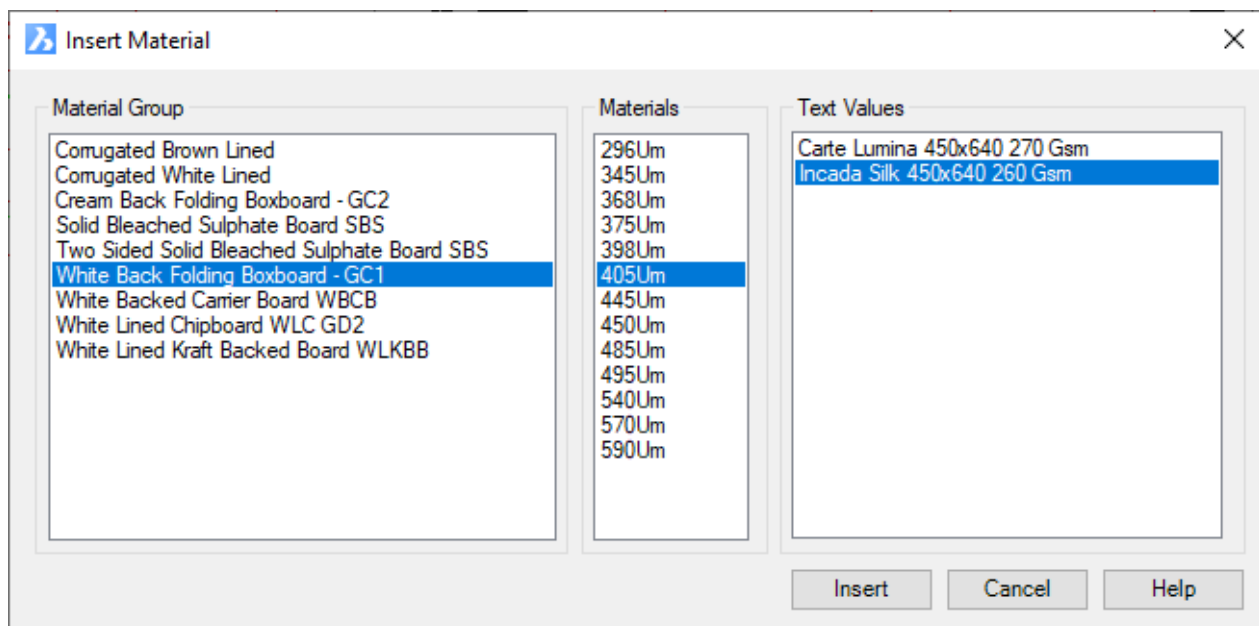 Insert Material
Material Group
Corrugated Brown Lined
Corrugated White Lined
Cream Back Folding Boxboard - GC2
Solid Bleached Sulphate Board SBS
Two Sided Solid Bleached Sulphate Board SBS
White Back Folding Boxboard - GC1
White Backed Carrier Board WBCB
White Lined Chipboard WLC GD2
White Lined Kraft Backed Board WLKBB
Materials
296Um
345Um
368Um
375Um
398Um
405Um
445Um
450Um
485Um
495Um
540Um
570Um
590Um
Text Values
Carte Lumina 450x640 270 Gsm
Incada Silk 450x640 260 Gsm
Insert
Cancel
Help